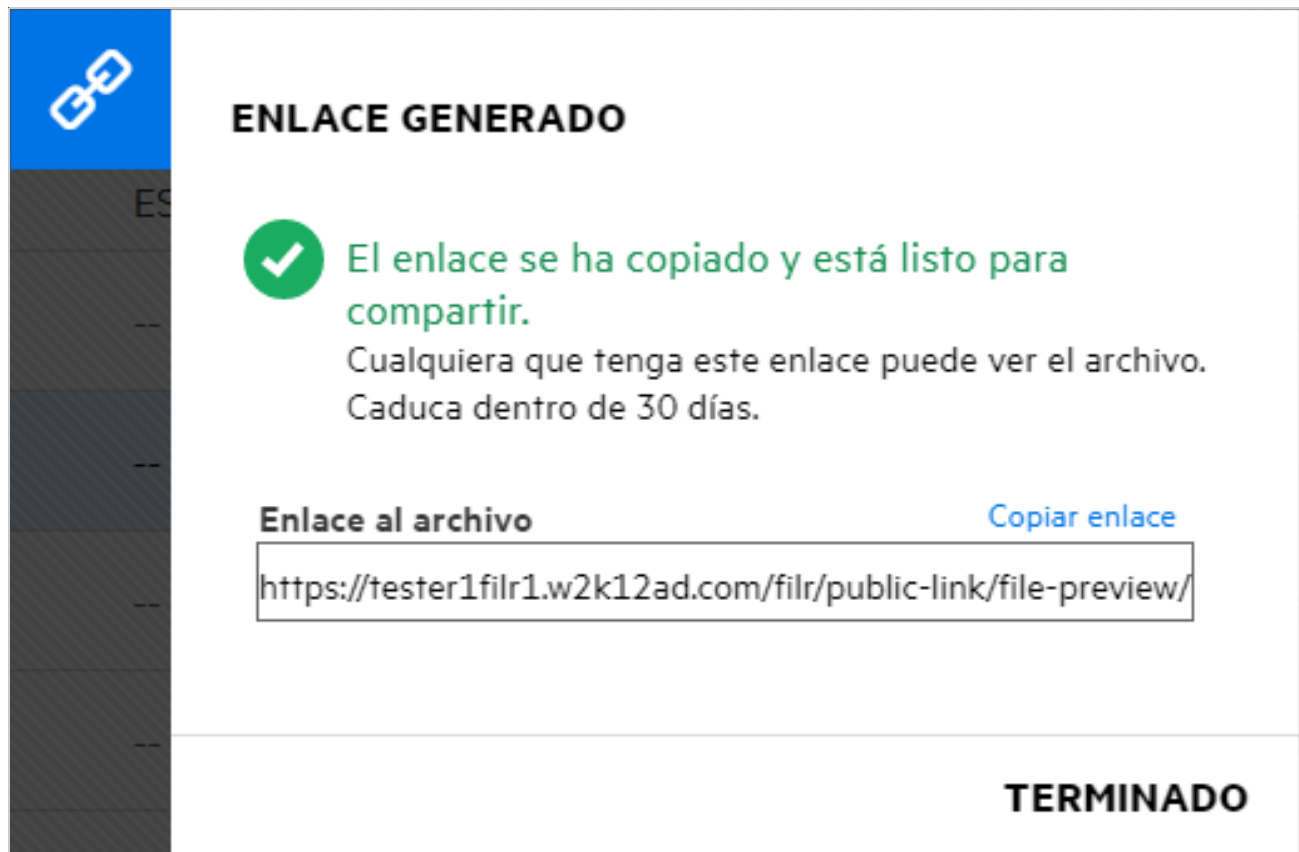 ENLACE GENERADO
ES
El enlace se ha copiado y está listo para
compartir.
Cualquiera que tenga este enlace puede ver el archivo.
Caduca dentro de 30 días.
--
--
Enlace al archivo
Copiar enlace
https://tester1filr1.w2k12ad.com/filr/public-link/file-preview/
--
--
TERMINADO